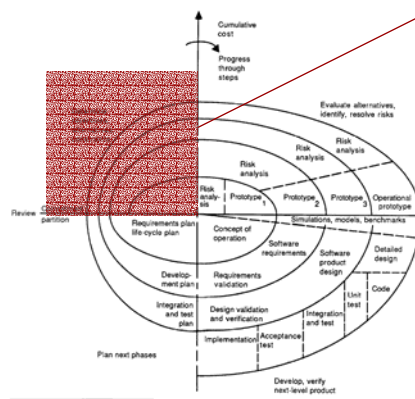 Cumulative
cost
Progress
through
steps
Evaluate alternatives,
identify, resolve risks
Risk
analysis
Risk
analysis
Risk
analysis
Risk
analy-
sis
Prototype
1
Prototype
2
Prototype
3
Operational
prototype
Review
partition
Simulations, models, benchmarks
Requirements plan
life-cycle plan
Concept of
operation
Software
requirements
Software
product
design
Detailed
design
Develop-
ment plan
Requirements
validation
Integration
and test
plan
Design validation
and verification
Unit
test
Code
Integration
and test
Acceptance
test
Implementation
Plan next phases
Develop, verify
next-level product